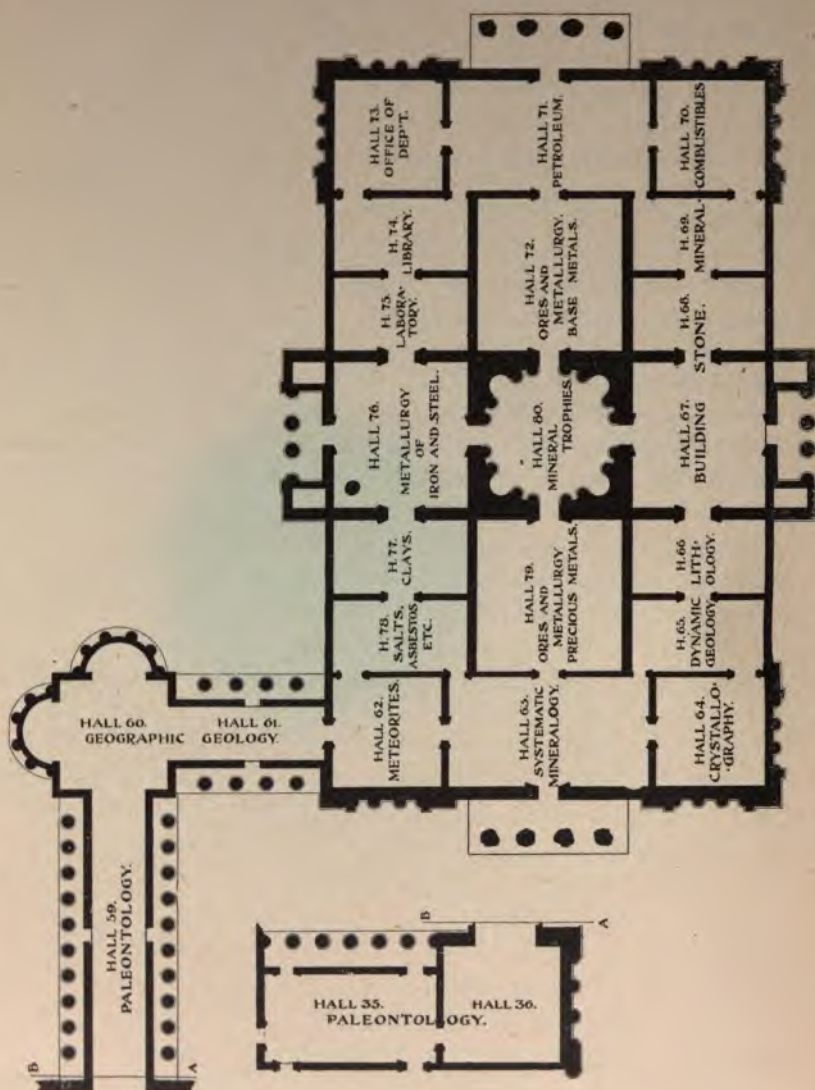 HALL 73.
OFFICE OF
DEP'T.
HALL 71.
PETROLEUM.
HALL 70.
COMBUSTIBLES
H. 74.
LIBRARY.
HALL 72.
ORES AND
METALLURGY.
BASE METALS.
H. 69.
MINERAL-
H. 75.
LABORA-
TORY.
H. 68.
STONE.
HALL 76.
METALLURGY
OF
IRON AND STEEL.
HALL 80.
MINERAL
TROPHIES.
HALL 67.
BUILDING
H. 77.
CLAYS.
H. 66
LITH-
OLOGY.
H. 78.
SALTS,
ASBESTOS
ETC.
HALL 79.
ORES AND
METALLURGY
PRECIOUS METALS.
H. 65.
DYNAMIC
GEOLOGY.
HALL 60.
HALL 61.
GEOGRAPHIC GEOLOGY.
HALL 62.
METEORITES.
HALL 63.
SYSTEMATIC
MINERALOGY.
HALL 64.
CRYSTALLO-
-GRAPHY.
HALL 59.
PALEONTOLOGY.
B
A
HALL 35.
HALL 36.
PALEONTOLOGY.
B
A